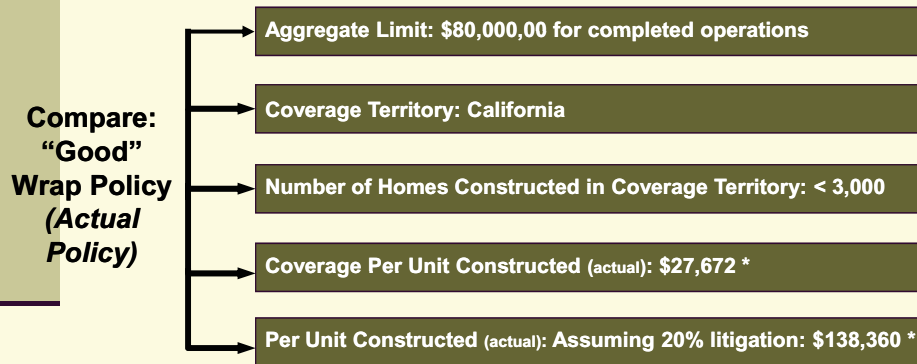 Compare:
“Good”
Wrap Policy
(Actual
Policy)
Aggregate Limit: $80,000,00 for completed operations
Coverage Territory: California
Number of Homes Constructed in Coverage Territory: < 3,000
Coverage Per Unit Constructed (actual): $27,672 *
Per Unit Constructed (actual): Assuming 20% litigation: $138,360 *